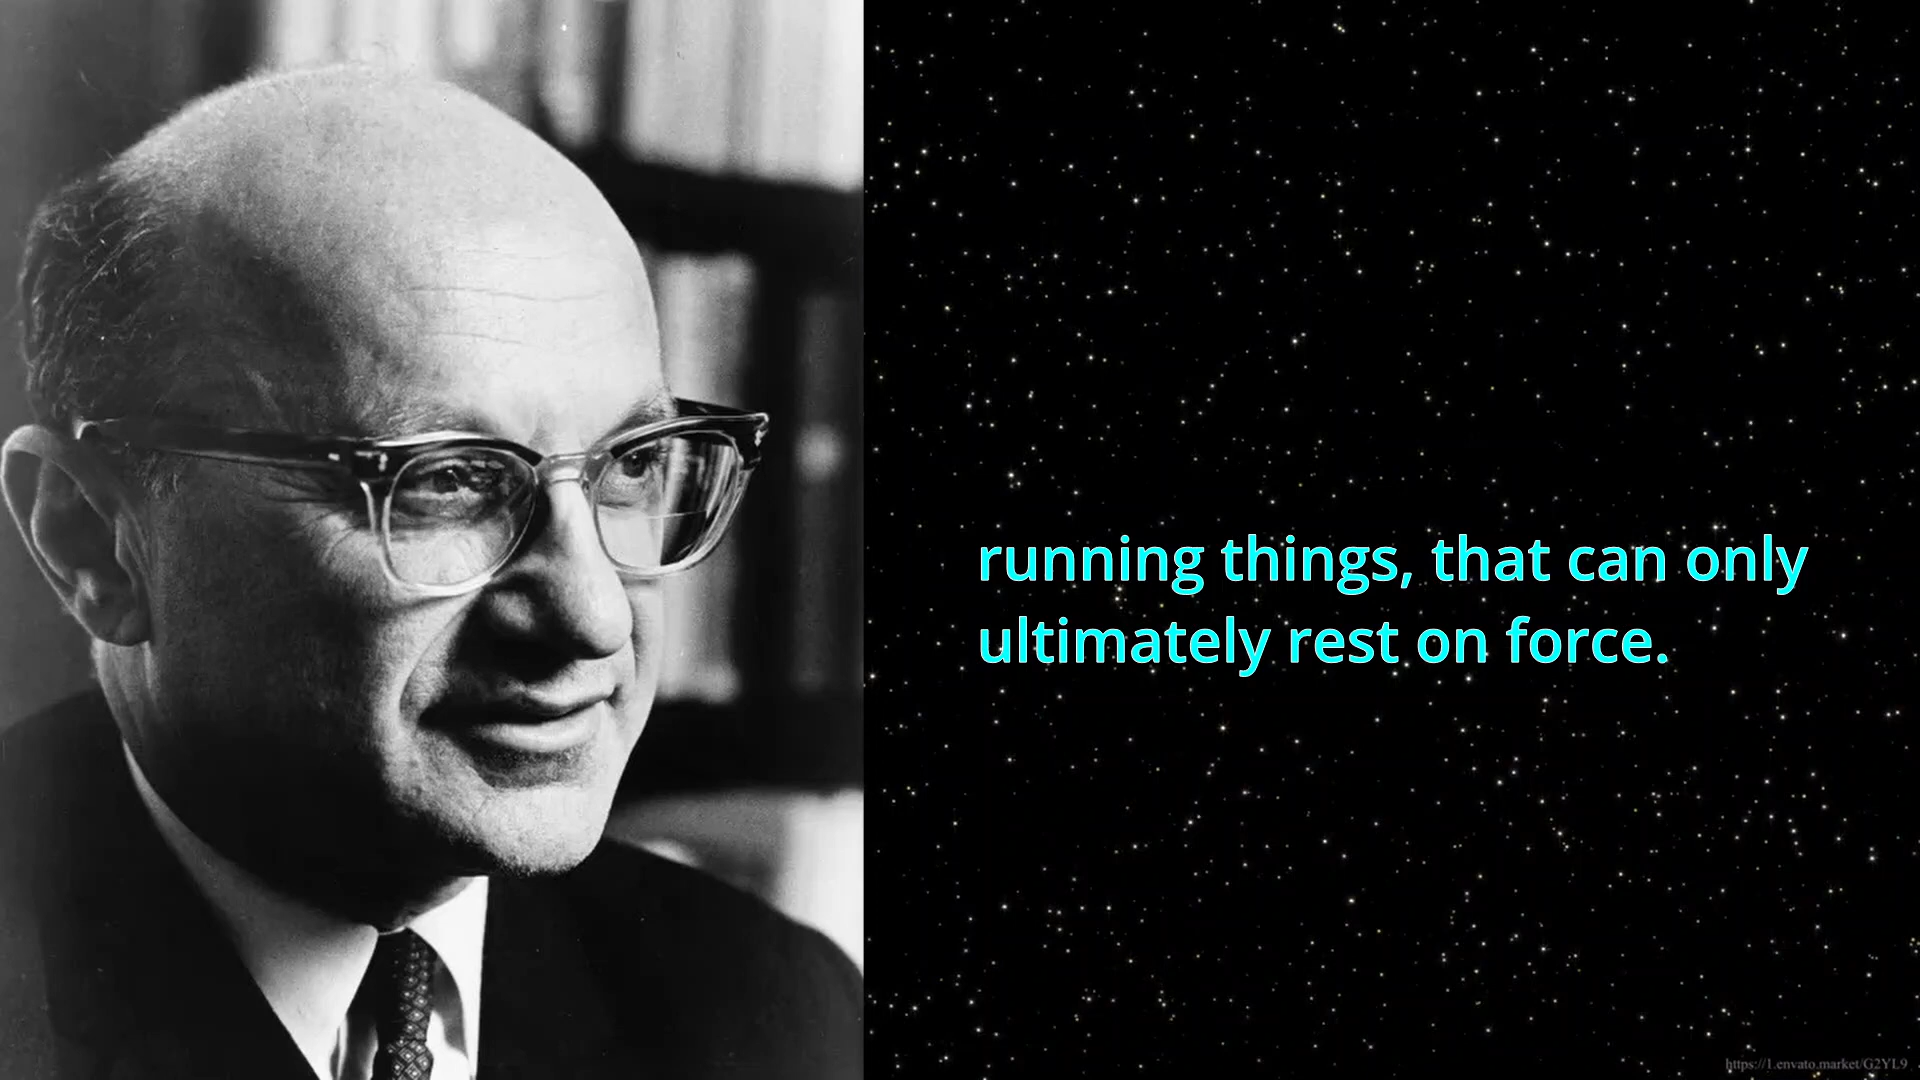 running things, that can only
ultimately rest on force.
https://1.envato.market/G2YL9